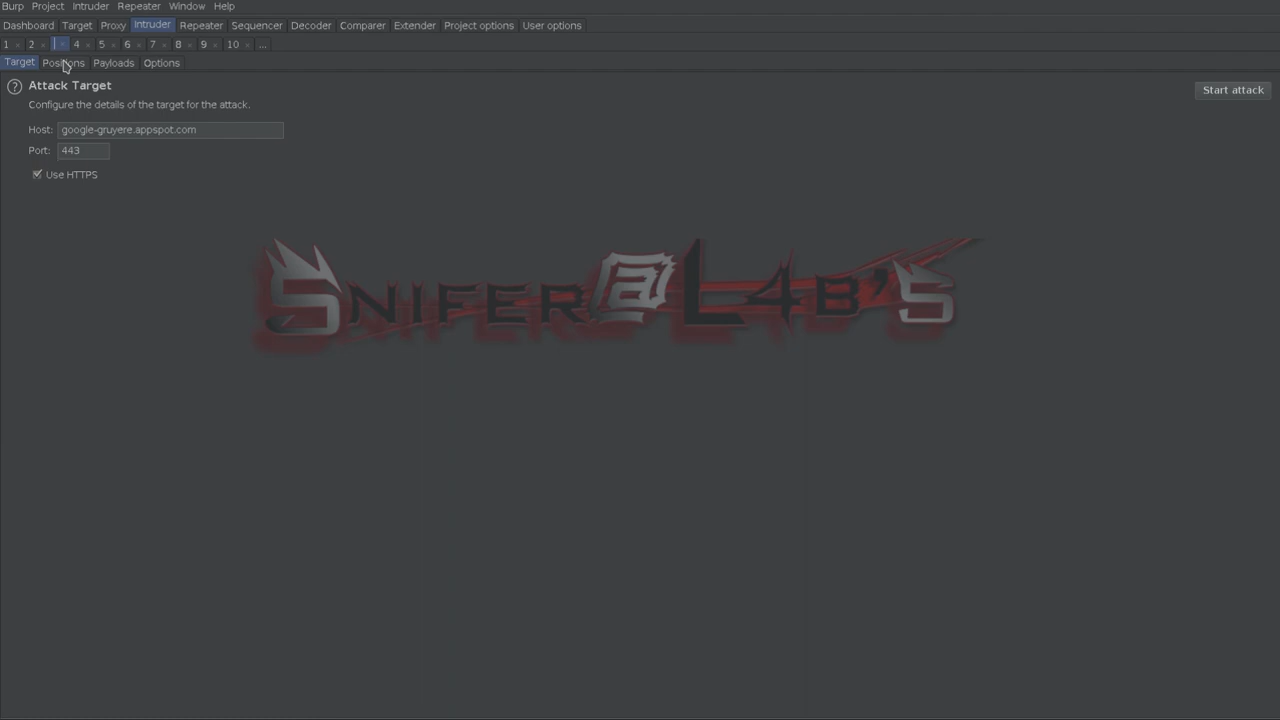 Burp Project Intruder Repeater Window Help
Dashboard Target Proxy Intruder Repeater Sequencer Decoder Comparer Extender Project options User options
1 × 2 × × 4 × 5 × 6 × 7 × 8 × 9 × 10 × ...
Target Positions Payloads Options
? Attack Target
Start attack
Configure the details of the target for the attack.
Host: google-gruyere.appspot.com
Port: 443
Use HTTPS
Snifer@L4b's